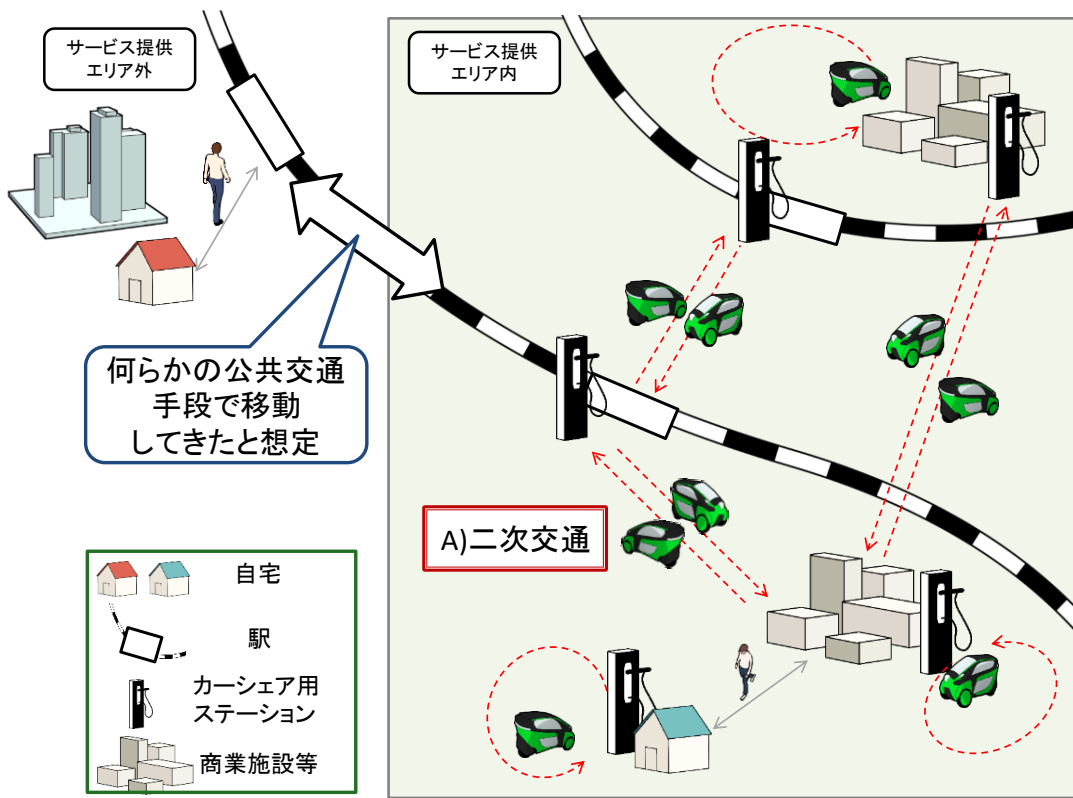 サービス提供
エリア外
サービス提供
エリア内
何らかの公共交通
手段で移動
してきたと想定
A)二次交通
自宅
駅
カーシェア用
ステーション
商業施設等